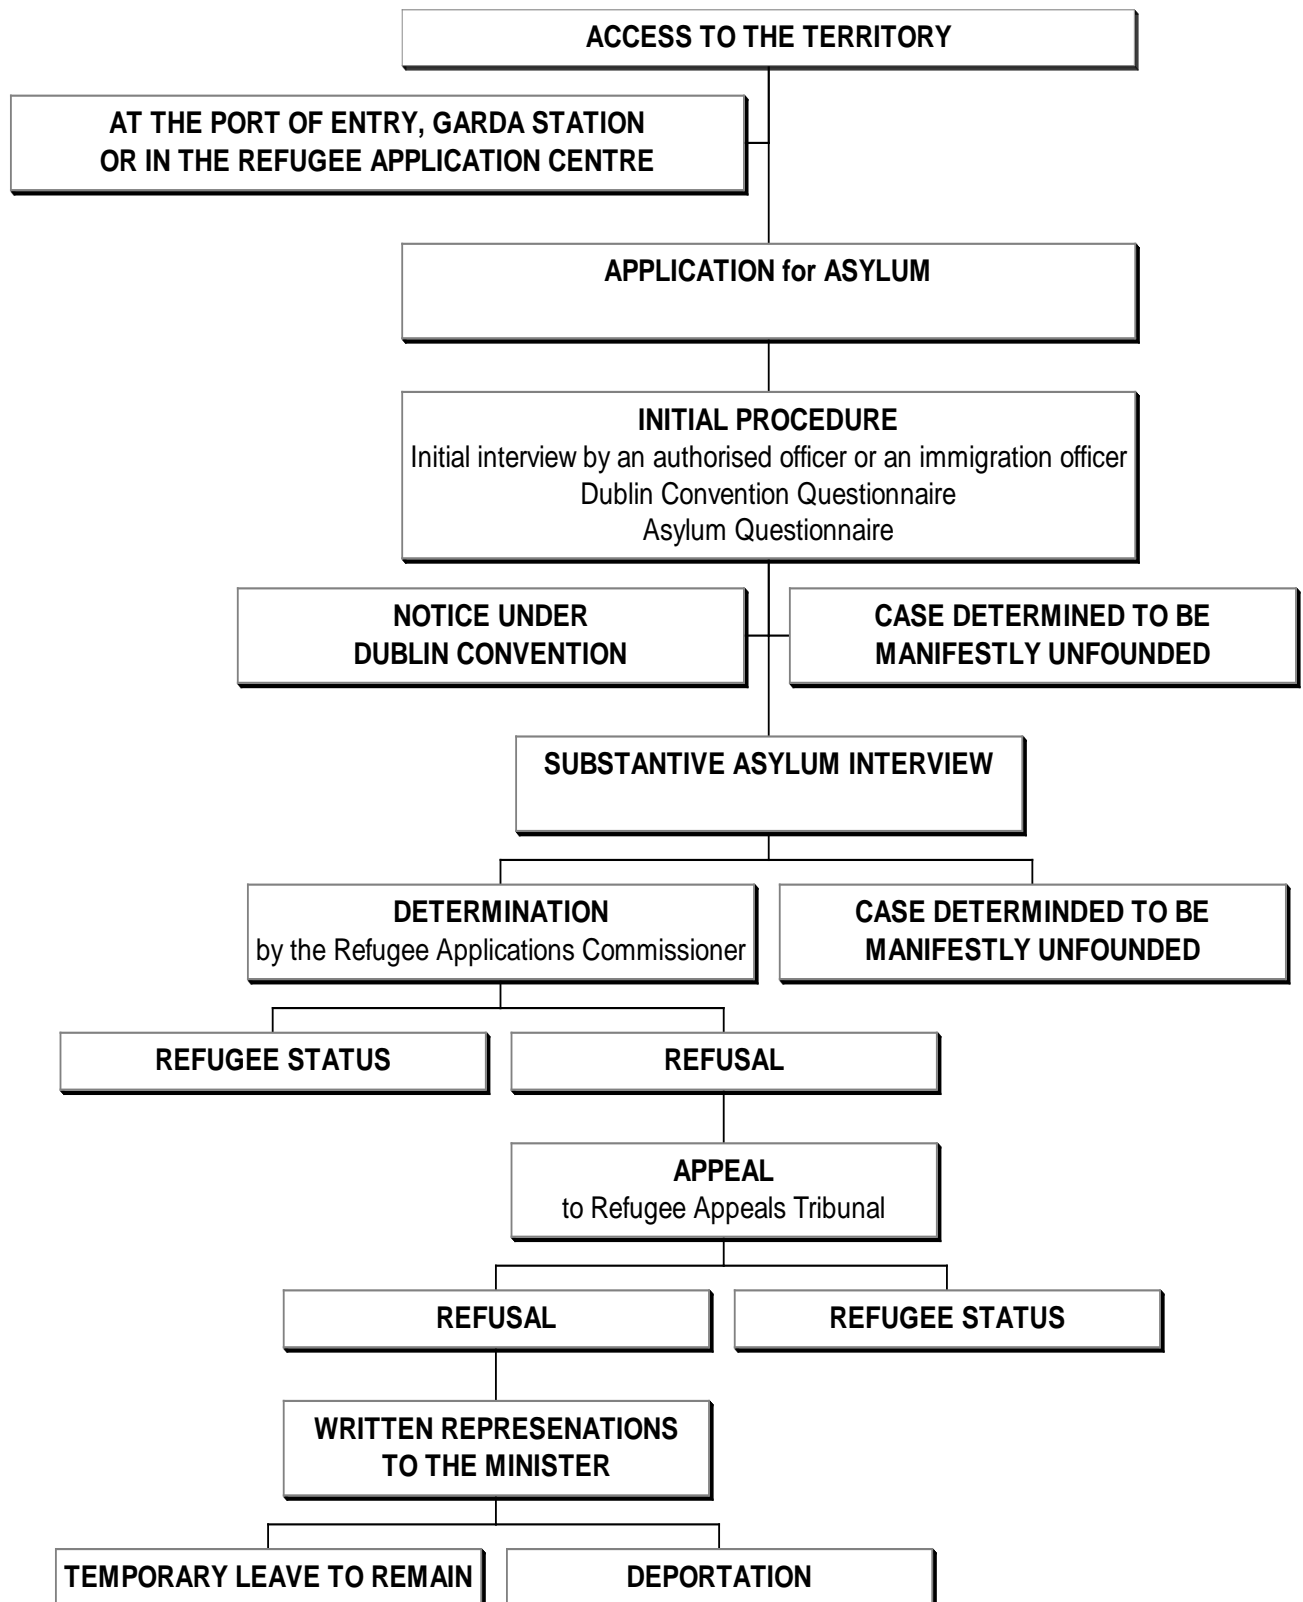 ACCESS TO THE TERRITORY
AT THE PORT OF ENTRY, GARDA STATION
OR IN THE REFUGEE APPLICATION CENTRE
APPLICATION for ASYLUM
INITIAL PROCEDURE
Initial interview by an authorised officer or an immigration officer
Dublin Convention Questionnaire
Asylum Questionnaire
NOTICE UNDER
DUBLIN CONVENTION
CASE DETERMINED TO BE
MANIFESTLY UNFOUNDED
SUBSTANTIVE ASYLUM INTERVIEW
DETERMINATION
by the Refugee Applications Commissioner
CASE DETERMINDED TO BE
MANIFESTLY UNFOUNDED
REFUGEE STATUS
REFUSAL
APPEAL
to Refugee Appeals Tribunal
REFUSAL
REFUGEE STATUS
WRITTEN REPRESENATIONS
TO THE MINISTER
TEMPORARY LEAVE TO REMAIN
DEPORTATION